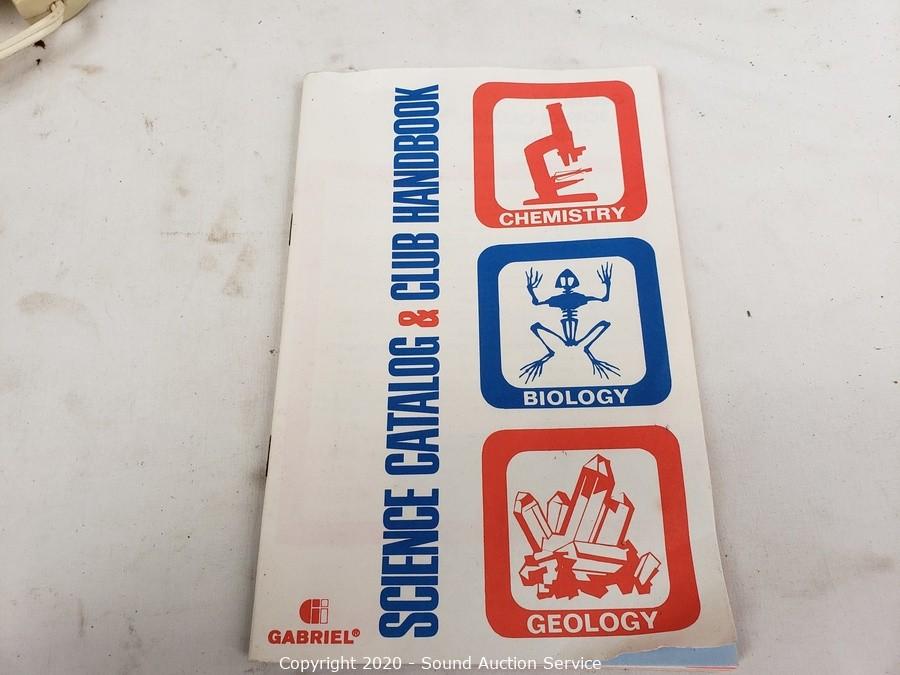 SCIENCE CATALOG & CLUB HANDBOOK
CHEMISTRY
BIOLOGY
GEOLOGY
GABRIEL®
Copyright 2020 - Sound Auction Service